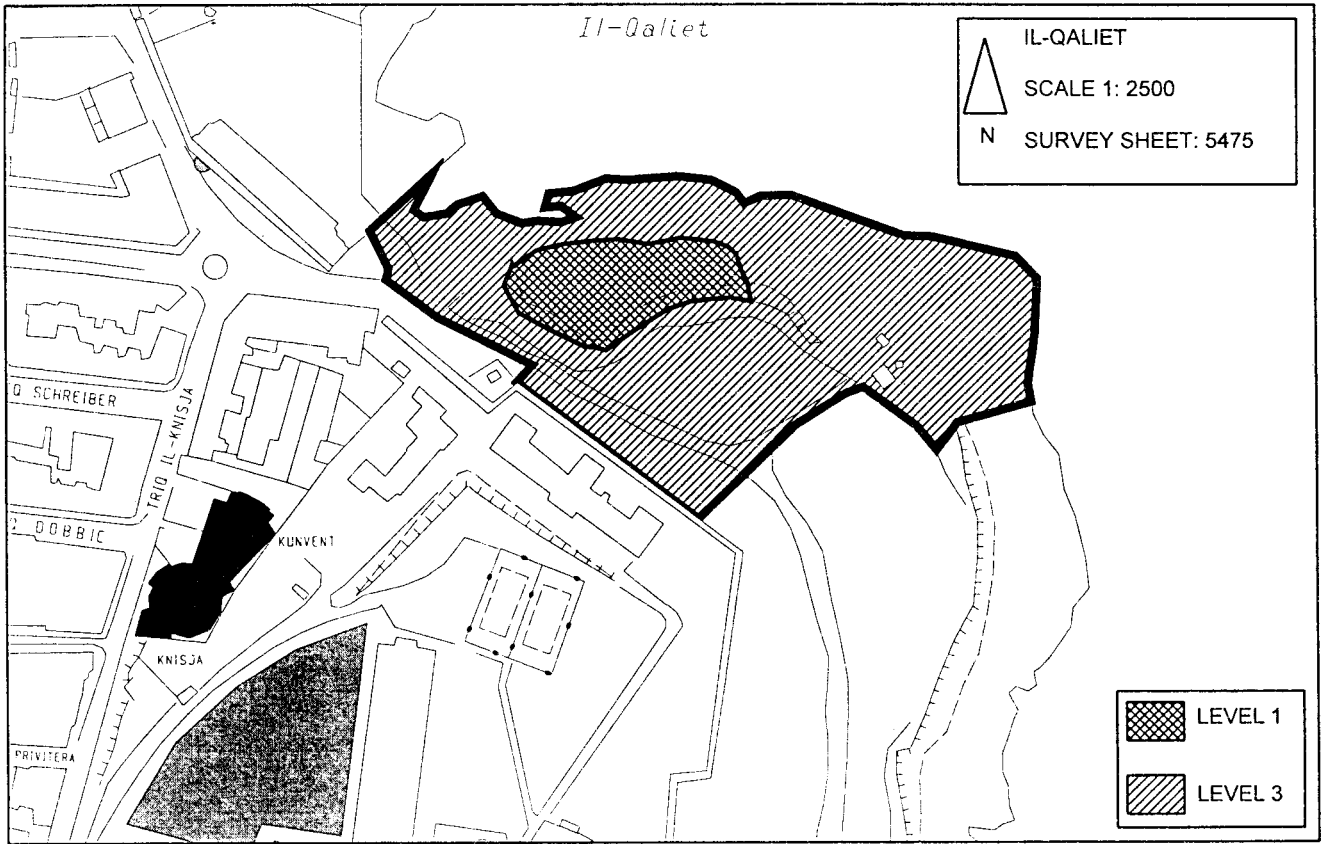 Il-Qaliet
IL-QALIET
SCALE 1: 2500
N SURVEY SHEET: 5475
Q SCHREIBER
TRIQ IL-KNISJA
DOBBIE
KUNVENT
KNISJA
PRIVITERA
LEVEL 1
LEVEL 3